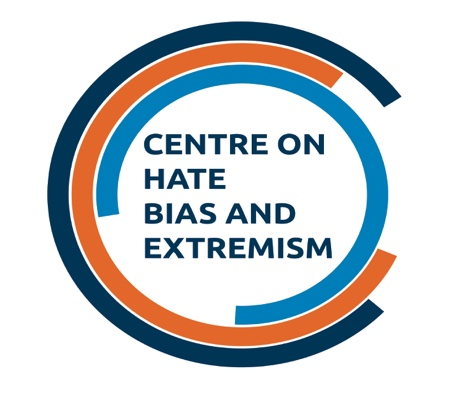 CENTRE ON
HATE
BIAS AND
EXTREMISM